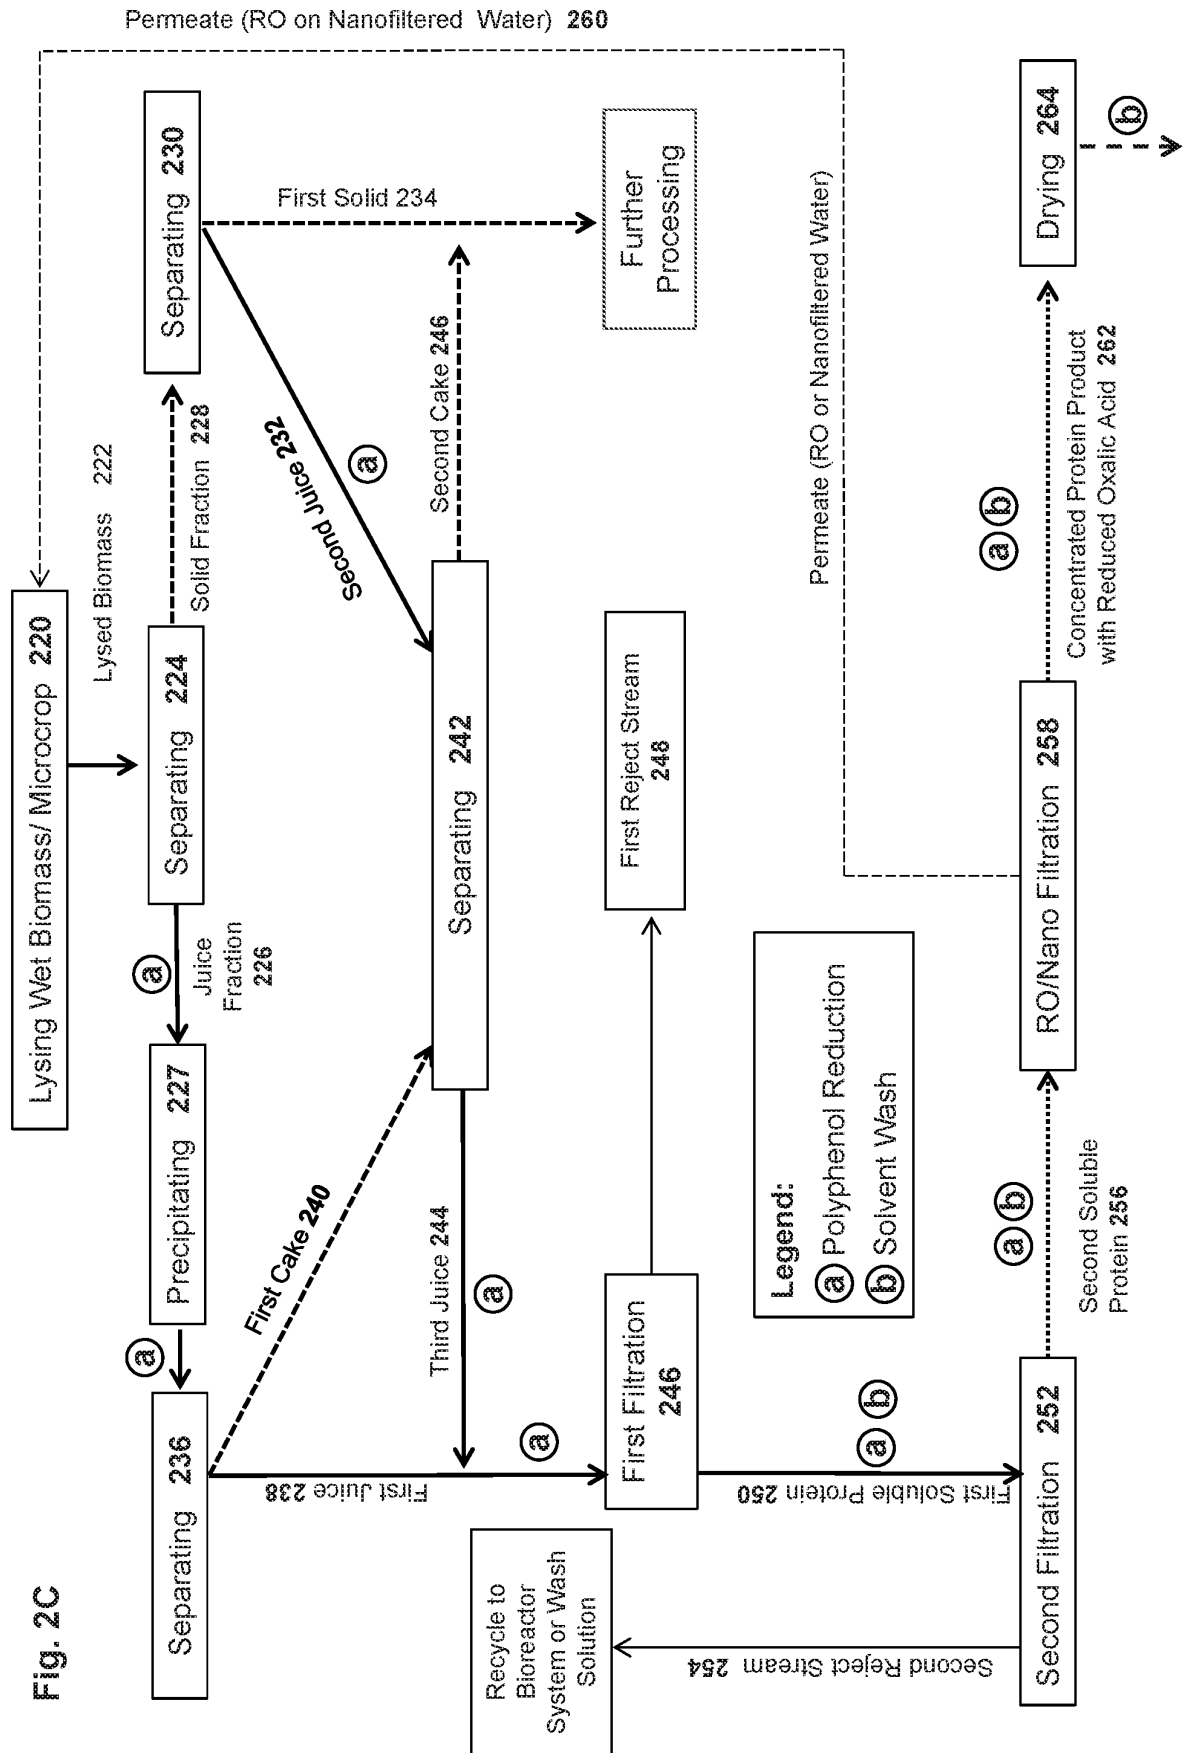 Fig. 2C
Permeate (RO on Nanofiltered Water) 260
Lysing Wet Biomass/ Microcrop 220
Lysed Biomass 222
Separating 236
a
Precipitating 227
a
Juice
Fraction
226
Separating 224
Solid Fraction 228
Separating 230
First Juice 238
First Cake 240
Second Juice 232
a
First Solid 234
Third Juice 244
a
Separating 242
Second Cake 246
a
Recycle to
Bioreactor
System or Wash
Solution
First Filtration
246
First Reject Stream
248
Further
Processing
Second Reject Stream 254
First Soluble Protein 250
a b
Legend:
a Polyphenol Reduction
b Solvent Wash
Permeate (RO or Nanofiltered Water)
Second Filtration 252
a b
Second Soluble
Protein 256
RO/Nano Filtration 258
a b
Concentrated Protein Product
with Reduced Oxalic Acid 262
Drying 264
b